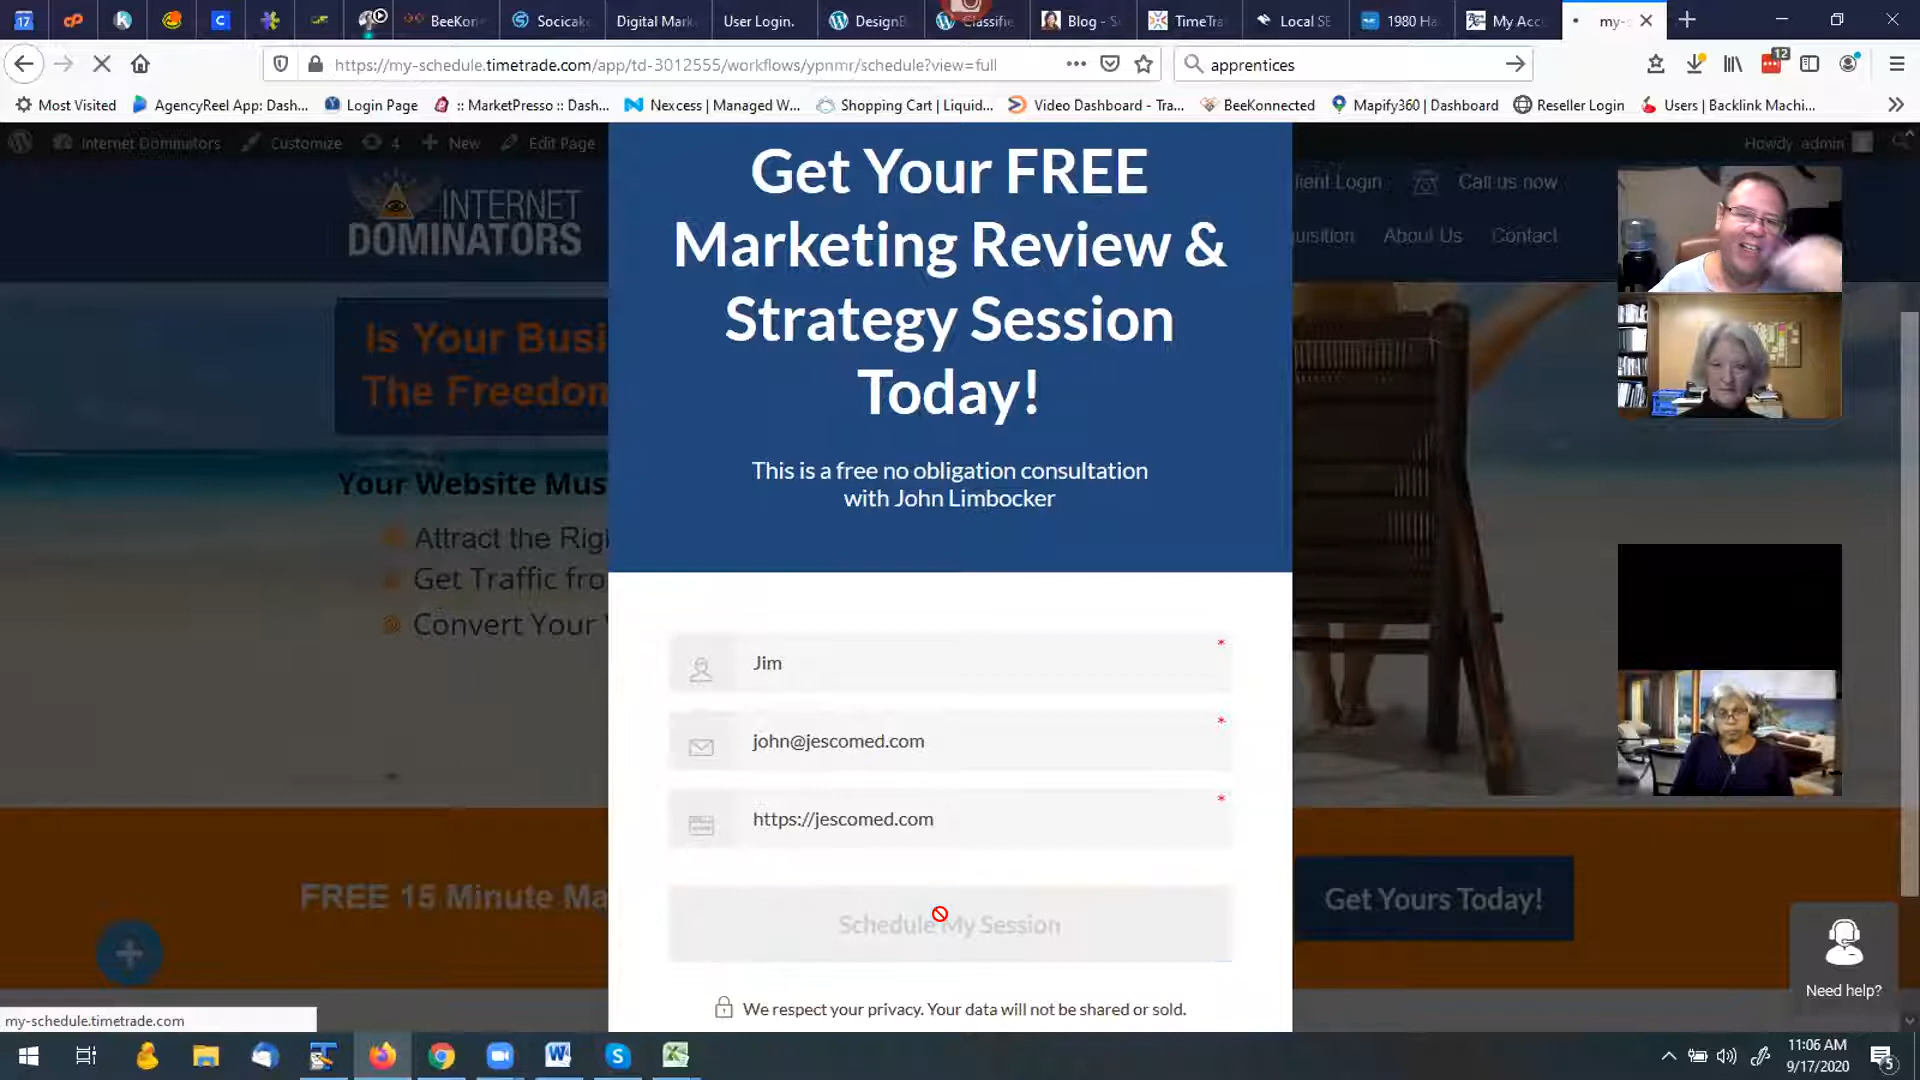 17
BeeKon
Socicake
Digital Mark
User Login.
DesignB
Classifie
Blog - S
TimeTra
Local SE
1980 Ha
My Acc
my-s
https://my-schedule.timetrade.com/app/td-3012555/workflows/ypnmr/schedule?view=full
apprentices
12
Most Visited
AgencyReel App: Dash...
Login Page
:: MarketPresso :: Dash...
Nexcess | Managed W...
Shopping Cart | Liquid...
Video Dashboard - Tra...
BeeKonnected
Mapify360 | Dashboard
Reseller Login
Users | Backlink Machi...
Internet Dominators
Customize
4
New
Edit Page
Howdy, admin
INTERNET
DOMINATORS
lient Login
Call us now
uisition
About Us
Contact
Get Your FREE
Marketing Review &
Strategy Session
Today!
This is a free no obligation consultation
with John Limbocker
Is Your Busi
The Freedom
Your Website Mus
Attract the Rig
Get Traffic fro
Convert Your
Jim
*
john@jescomed.com
*
https://jescomed.com
*
Schedule My Session
We respect your privacy. Your data will not be shared or sold.
FREE 15 Minute Ma
Get Yours Today!
Need help?
my-schedule.timetrade.com
11:06 AM
9/17/2020
5